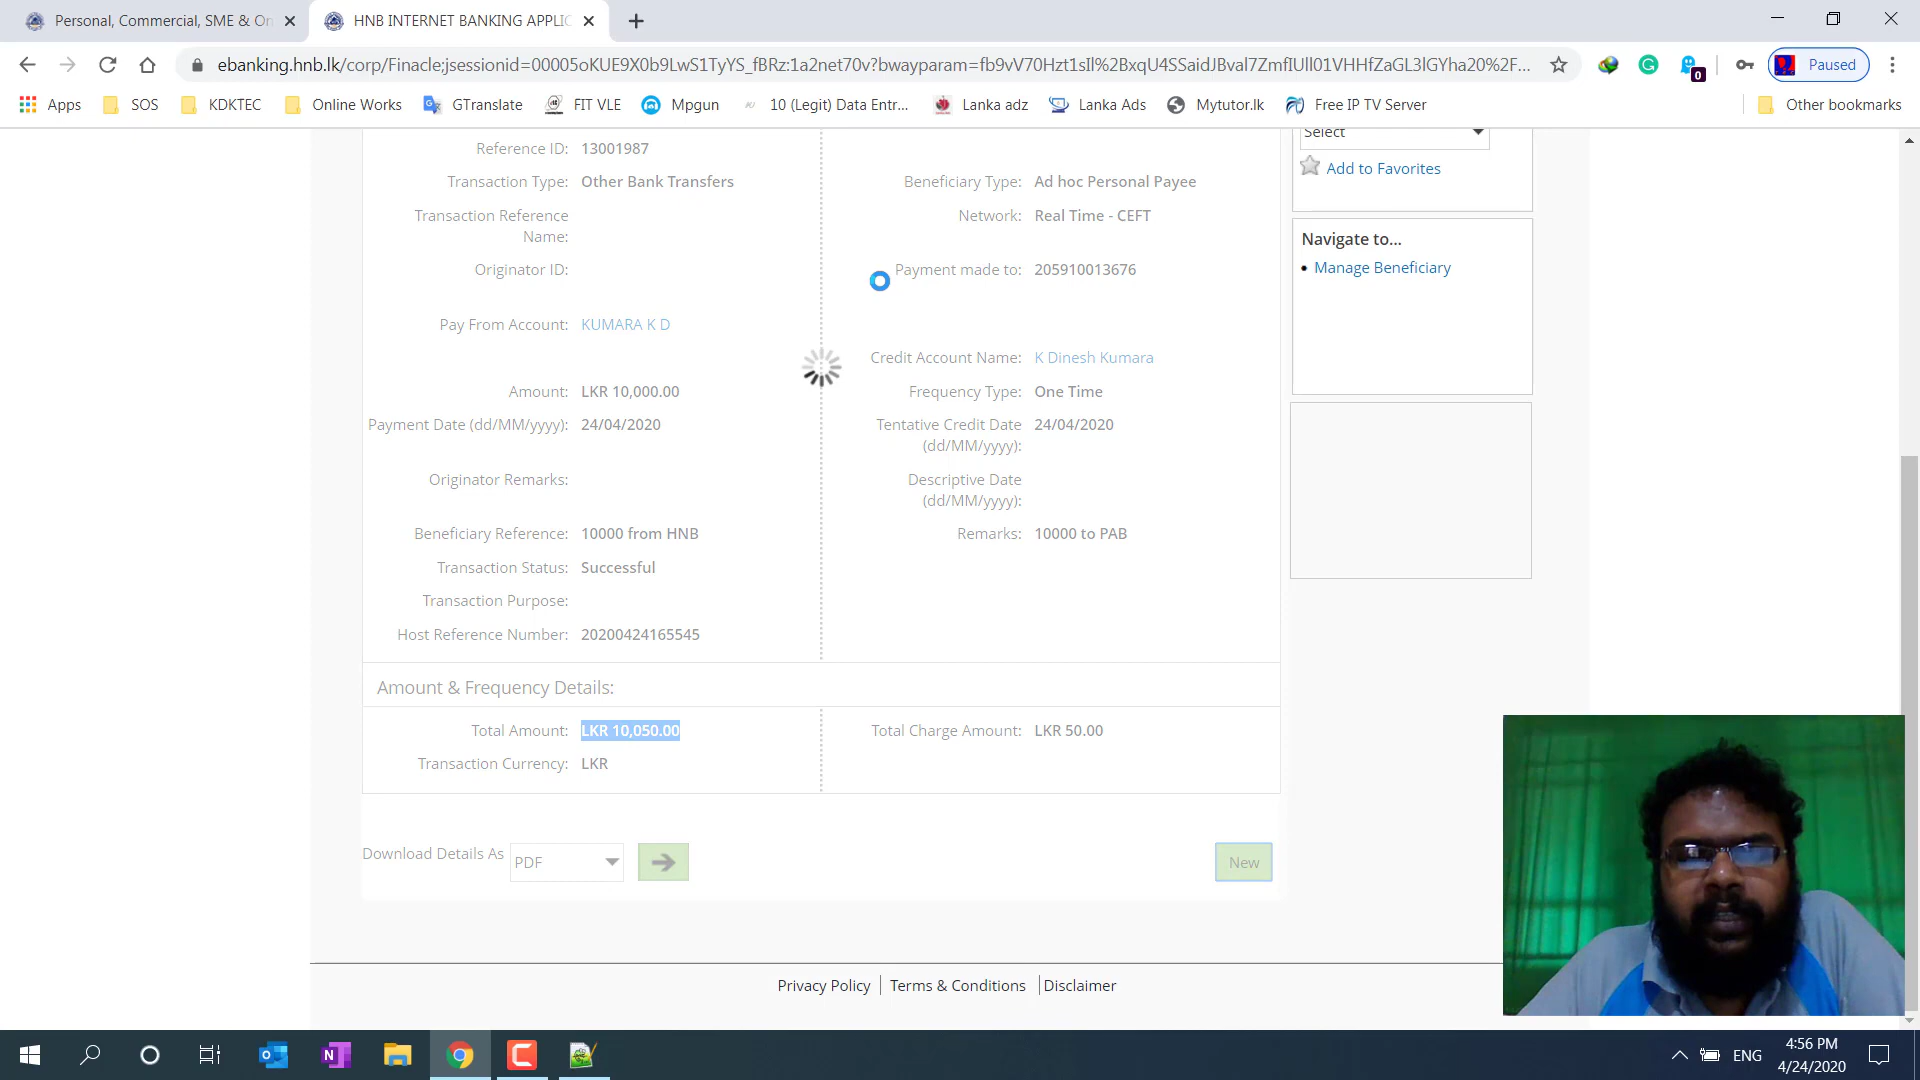 Personal, Commercial, SME & On
HNB INTERNET BANKING APPLIC
ebanking.hnb.lk/corp/Finacle;jsessionid=00005oKUE9X0b9LwS1TyYS_fBRz:1a2net70v?bwayparam=fb9vV70Hzt1sIl%2BxqU4SSaidJBval7ZmfIUll01VHHfZaGL3lGYha20%2F...
0
Paused
Apps
SOS
KDKTEC
Online Works
GTranslate
FIT VLE
Mpgun
10 (Legit) Data Entr...
Lanka adz
Lanka Ads
Mytutor.lk
Free IP TV Server
Other bookmarks
Select
Add to Favorites
Navigate to...
Manage Beneficiary
Reference ID: 13001987
Transaction Type: Other Bank Transfers
Beneficiary Type: Ad hoc Personal Payee
Transaction Reference
Name:
Network: Real Time - CEFT
Originator ID:
Payment made to: 205910013676
Pay From Account: KUMARA K D
Credit Account Name: K Dinesh Kumara
Amount: LKR 10,000.00
Frequency Type: One Time
Payment Date (dd/MM/yyyy): 24/04/2020
Tentative Credit Date 24/04/2020
(dd/MM/yyyy):
Originator Remarks:
Descriptive Date
(dd/MM/yyyy):
Beneficiary Reference: 10000 from HNB
Remarks: 10000 to PAB
Transaction Status: Successful
Transaction Purpose:
Host Reference Number: 20200424165545
Amount & Frequency Details:
Total Amount: LKR 10,050.00
Total Charge Amount: LKR 50.00
Transaction Currency: LKR
Download Details As PDF
New
Privacy Policy | Terms & Conditions | Disclaimer
ENG
4:56 PM
4/24/2020